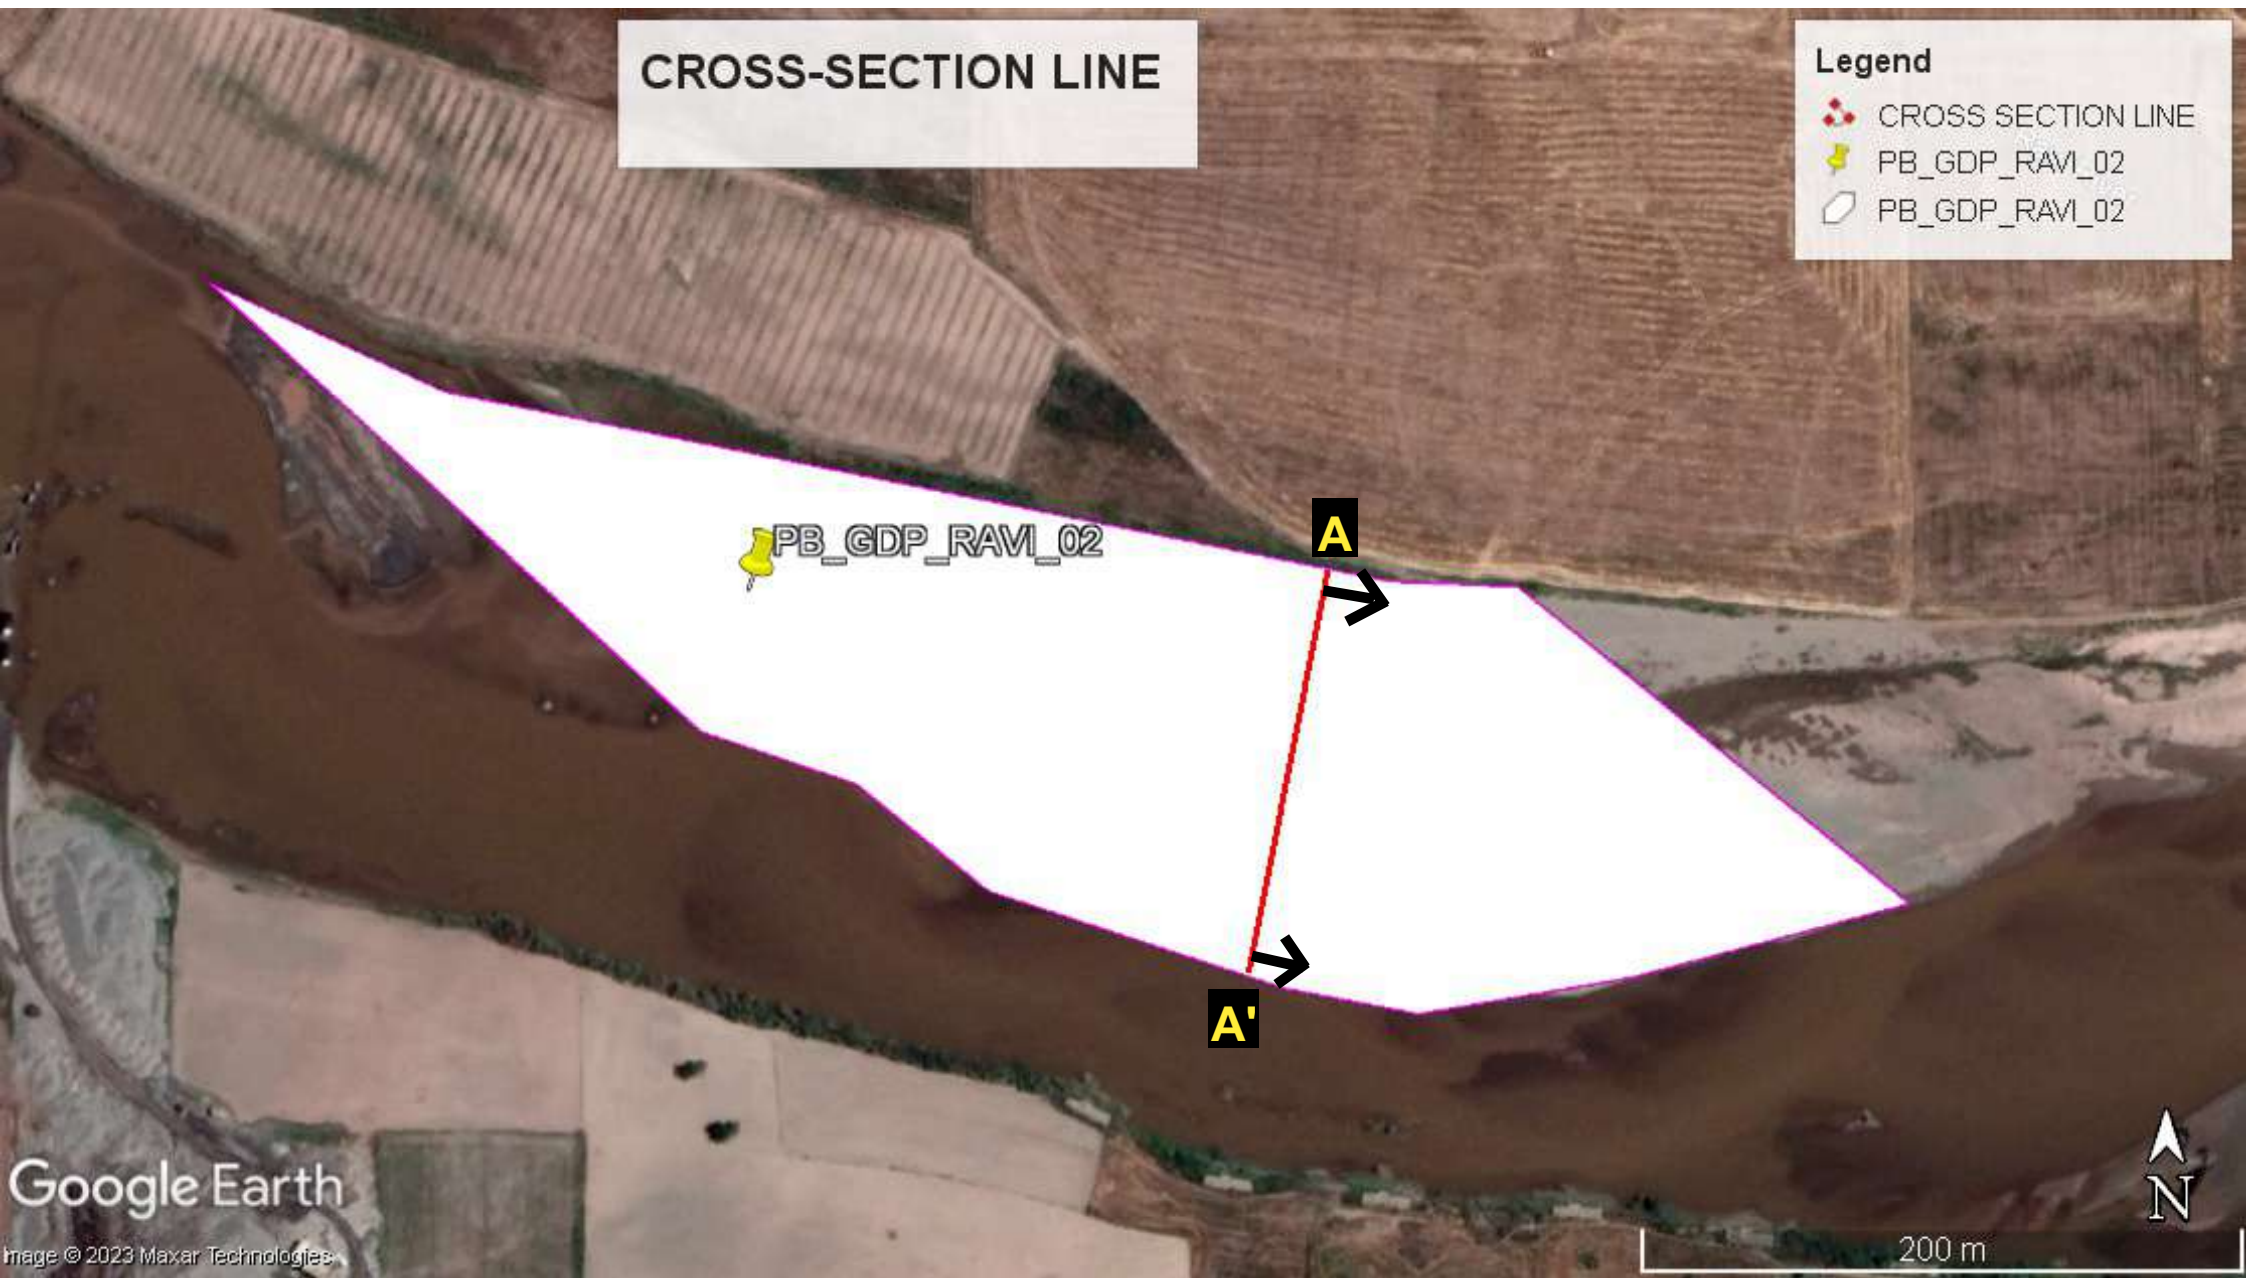 CROSS-SECTION LINE
Legend
CROSS SECTION LINE
PB_GDP_RAVI_02
PB_GDP_RAVI_02
A
PB_GDP_RAVI_02
A'
N
Google Earth
Image © 2023 Maxar Technologies
200 m